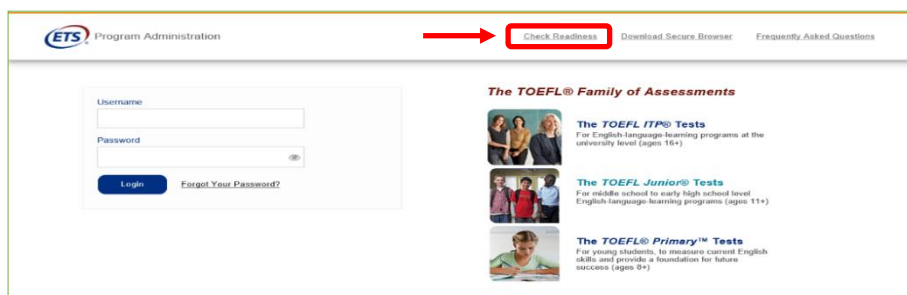 ETS® Program Administration
Check Readiness Download Secure Browser Frequently Asked Questions
Username
Password
Login Forgot Your Password?
The TOEFL® Family of Assessments
The TOEFL ITP® Tests
For English-language-learning programs at the
university level (ages 16+)
The TOEFL Junior® Tests
For middle school to early high school level
English-language-learning programs (ages 11+)
The TOEFL® Primary™ Tests
For young students, to measure current English
skills and provide a foundation for future
success (ages 8+)